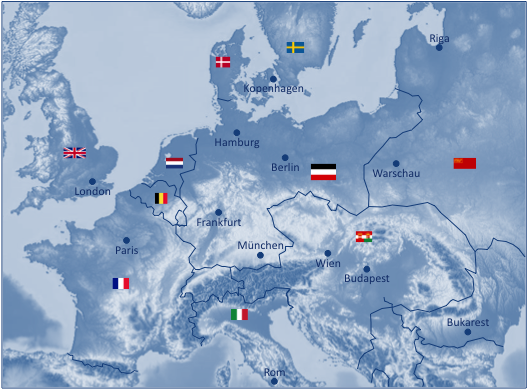 Riga
Kopenhagen
Hamburg
Berlin
Warschau
London
Frankfurt
Paris
München
Wien
Budapest
Bukarest
Rom